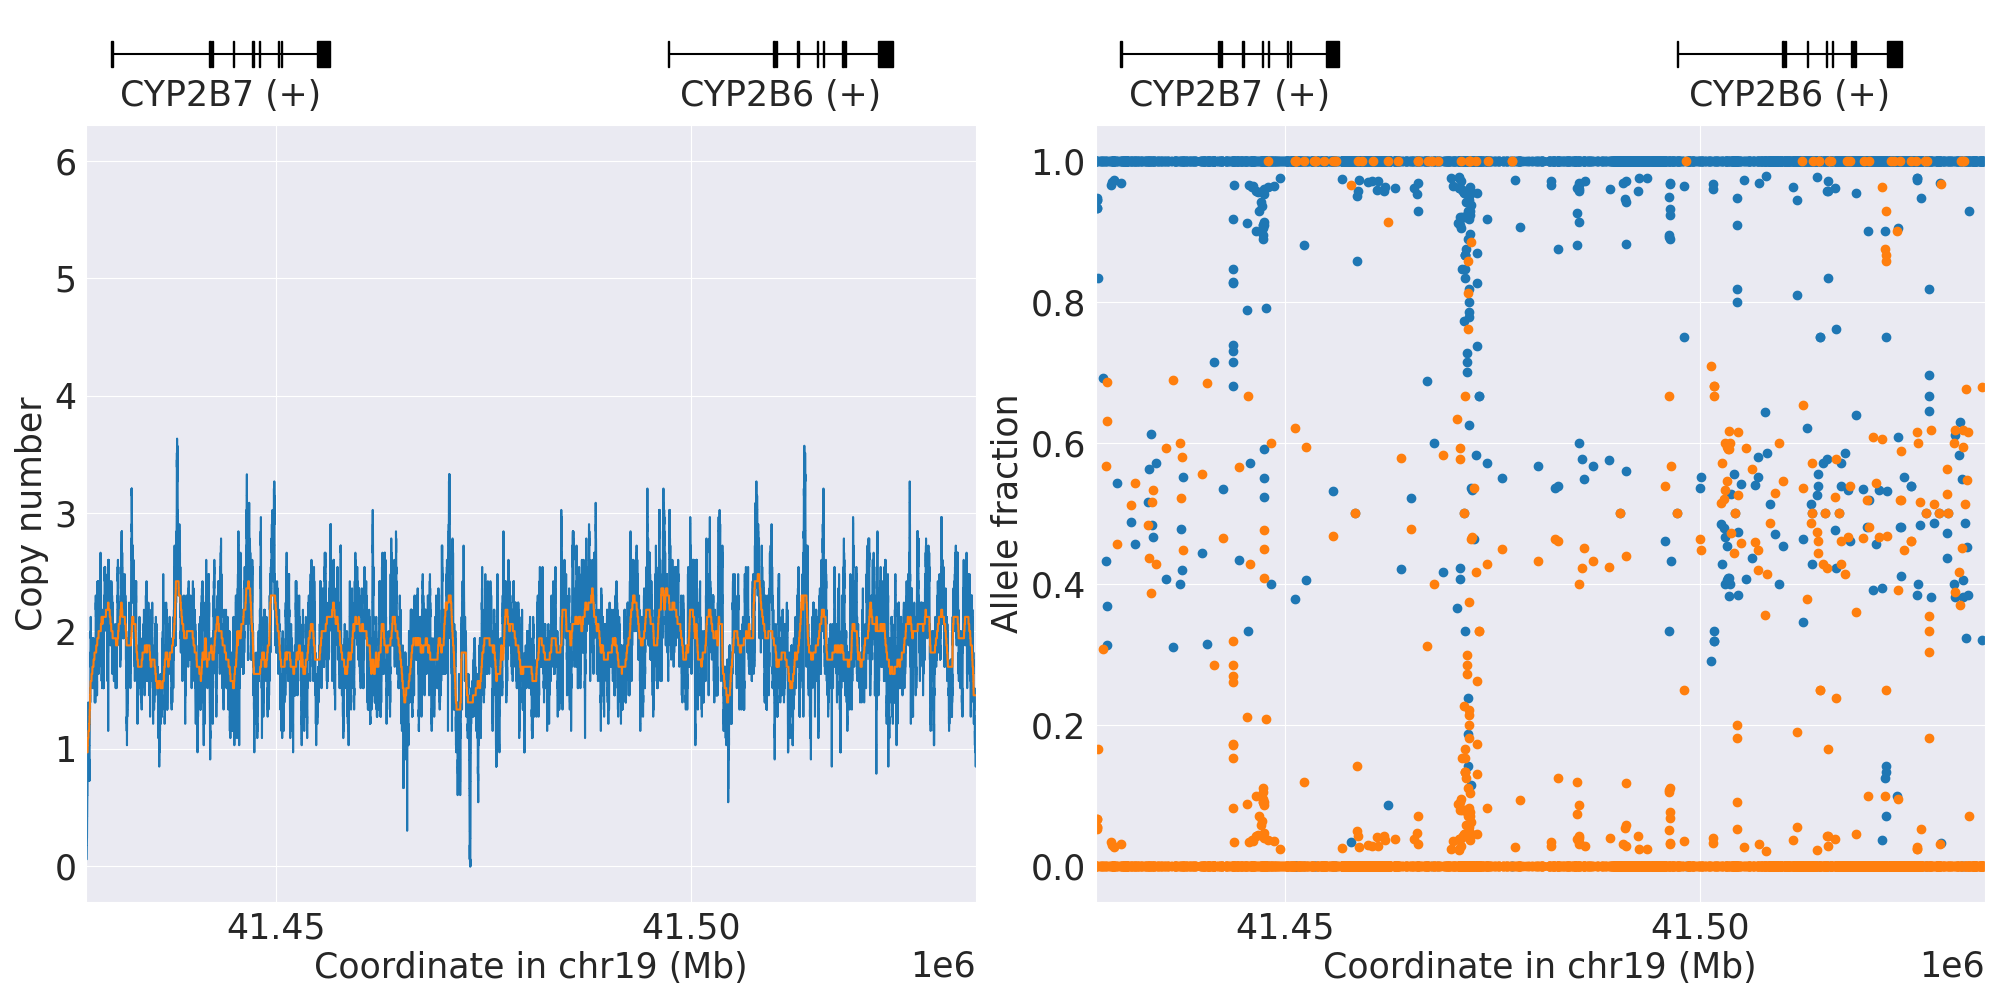 CYP2B7 (+)
CYP2B6 (+)
6
5
4
3
2
1
0
Copy number
41.45
41.50
Coordinate in chr19 (Mb)
1e6
CYP2B7 (+)
CYP2B6 (+)
1.0
0.8
0.6
0.4
0.2
0.0
Allele fraction
41.45
41.50
Coordinate in chr19 (Mb)
1e6